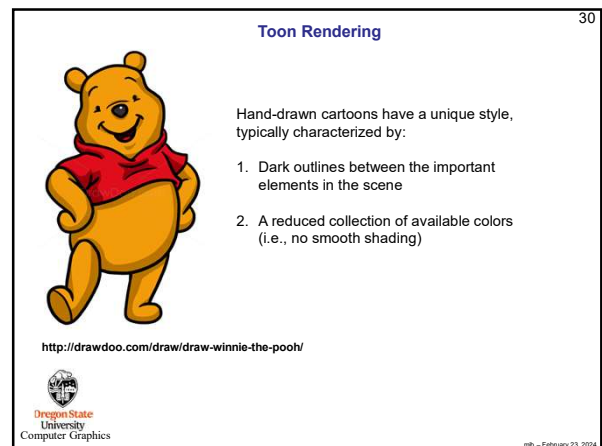 30
Toon Rendering
Hand-drawn cartoons have a unique style,
typically characterized by:
1. Dark outlines between the important
elements in the scene
2. A reduced collection of available colors
(i.e., no smooth shading)
http://drawdoo.com/draw/draw-winnie-the-pooh/
Oregon State
University
Computer Graphics
mjb – February 23, 2024